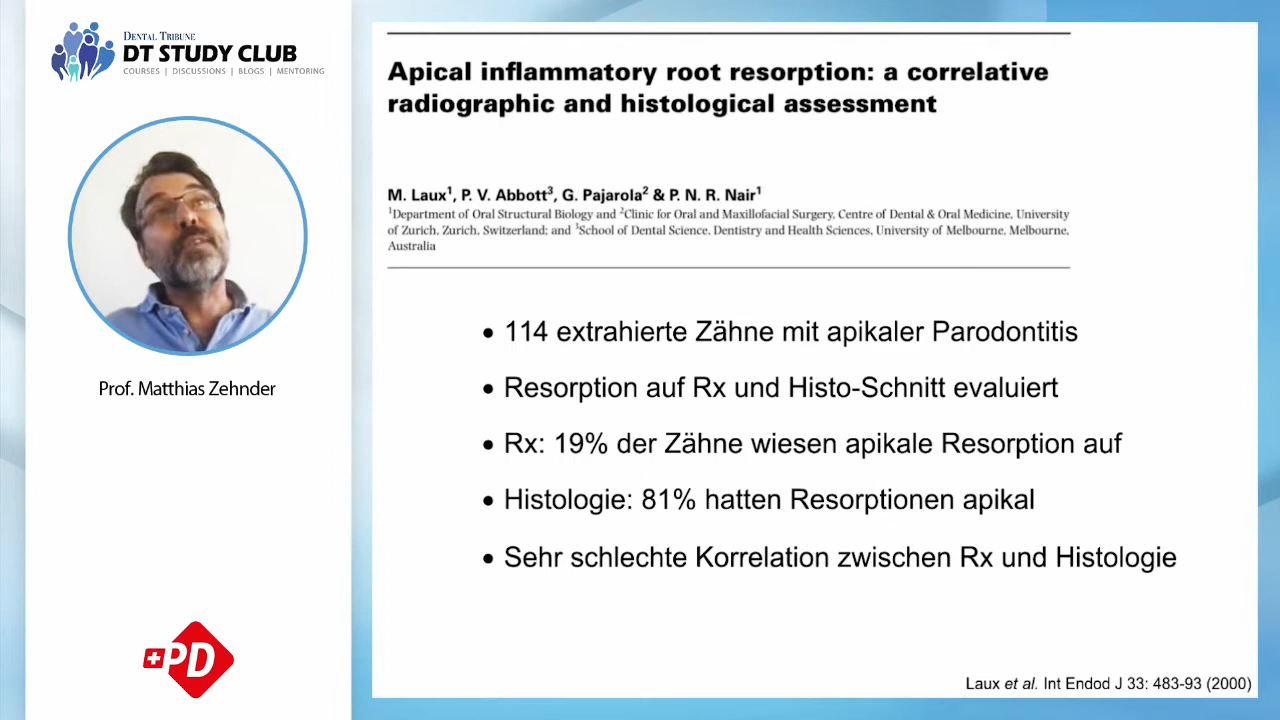 DENTAL TRIBUNE
DT STUDY CLUB
COURSES | DISCUSSIONS | BLOGS | MENTORING
Prof. Matthias Zehnder
PD
Apical inflammatory root resorption: a correlative
radiographic and histological assessment
M. Laux¹, P. V. Abbott³, G. Pajarola² & P. N. R. Nair¹
¹Department of Oral Structural Biology and ²Clinic for Oral and Maxillofacial Surgery, Centre of Dental & Oral Medicine, University
of Zurich, Zurich, Switzerland; and ³School of Dental Science, Dentistry and Health Sciences, University of Melbourne, Melbourne,
Australia
• 114 extrahierte Zähne mit apikaler Parodontitis
• Resorption auf Rx und Histo-Schnitt evaluiert
• Rx: 19% der Zähne wiesen apikale Resorption auf
• Histologie: 81% hatten Resorptionen apikal
• Sehr schlechte Korrelation zwischen Rx und Histologie
Laux et al. Int Endod J 33: 483-93 (2000)